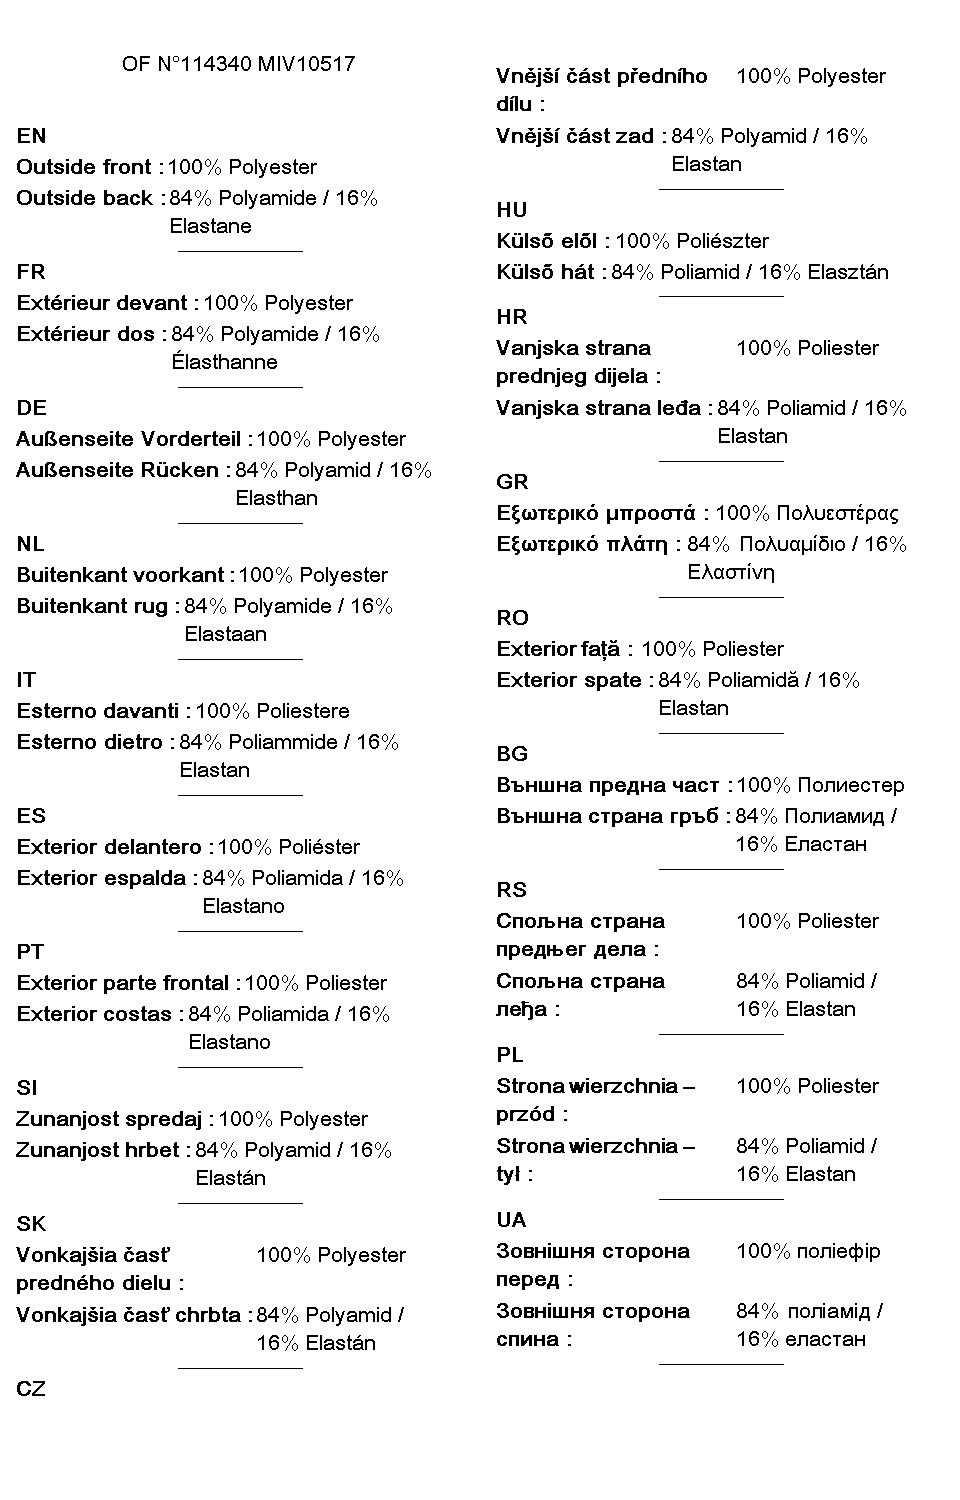 OF N°114340 MIV10517
EN
Outside front : 100% Polyester
Outside back : 84% Polyamide / 16%
Elastane
FR
Extérieur devant : 100% Polyester
Extérieur dos : 84% Polyamide / 16%
Élasthanne
DE
Außenseite Vorderteil : 100% Polyester
Außenseite Rücken : 84% Polyamid / 16%
Elasthan
NL
Buitenkant voorkant : 100% Polyester
Buitenkant rug : 84% Polyamide / 16%
Elastaan
IT
Esterno davanti : 100% Poliestere
Esterno dietro : 84% Poliammide / 16%
Elastan
ES
Exterior delantero : 100% Poliéster
Exterior espalda : 84% Poliamida / 16%
Elastano
PT
Exterior parte frontal : 100% Poliester
Exterior costas : 84% Poliamida / 16%
Elastano
SI
Zunanjost spredaj : 100% Polyester
Zunanjost hrbet : 84% Polyamid / 16%
Elastán
SK
Vonkajšia časť 100% Polyester
predného dielu :
Vonkajšia časť chrbta : 84% Polyamid /
16% Elastán
CZ
Vnější část předního 100% Polyester
dílu :
Vnější část zad : 84% Polyamid / 16%
Elastan
HU
Külső elől : 100% Poliészter
Külső hát : 84% Poliamid / 16% Elasztán
HR
Vanjska strana 100% Poliester
prednjeg dijela :
Vanjska strana leđa : 84% Poliamid / 16%
Elastan
GR
Εξωτερικό μπροστά : 100% Πολυεστέρας
Εξωτερικό πλάτη : 84% Πολυαμίδιο / 16%
Ελαστίνη
RO
Exterior față : 100% Poliester
Exterior spate : 84% Poliamidă / 16%
Elastan
BG
Външна предна част : 100% Полиестер
Външна страна гръб : 84% Полиамид /
16% Еластан
RS
Спољна страна 100% Poliester
предњег дела :
Спољна страна 84% Poliamid /
леђа : 16% Elastan
PL
Strona wierzchnia – 100% Poliester
przód :
Strona wierzchnia – 84% Poliamid /
tył : 16% Elastan
UA
Зовнішня сторона 100% поліефір
перед :
Зовнішня сторона 84% поліамід /
спина : 16% еластан